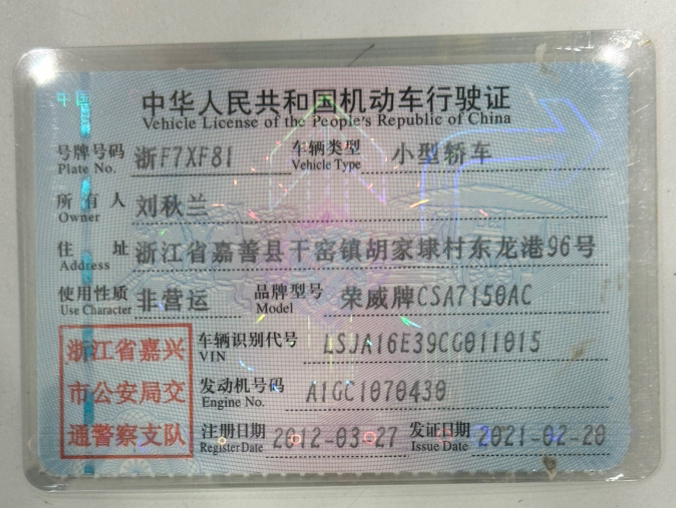 中华人民共和国机动车行驶证
Vehicle License of the People's Republic of China
号牌号码 浙F7XF81 车辆类型 小型轿车
Plate No. Vehicle Type
所有人 刘秋兰
Owner
住址 浙江省嘉善县干窑镇胡家埭村东龙港96号
Address
使用性质 非营运 品牌型号 荣威牌CSA7150AC
Use Character Model
浙江省嘉兴 车辆识别代号 LSJA16E39CG011015
VIN
市公安局交 发动机号码 A1GC1070430
Engine No.
通警察支队 注册日期 2012-03-27 发证日期 2021-02-20
Register Date Issue Date